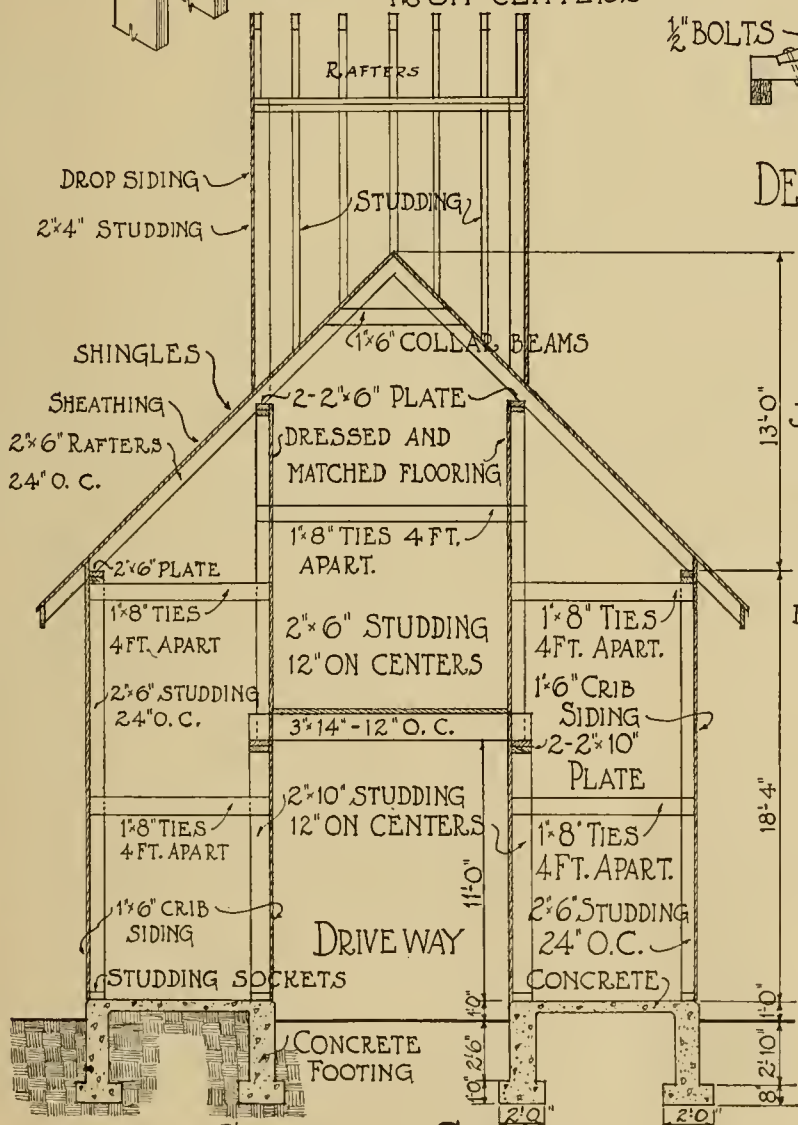 ½" BOLTS
RAFTERS
DROP SIDING
2"×4" STUDDING
STUDDING
DE
1"×6" COLLAR BEAMS
SHINGLES
SHEATHING
2"×6" RAFTERS
24" O. C.
2-2"×6" PLATE
DRESSED AND
MATCHED FLOORING
13'-0"
1"×8" TIES 4 FT.
APART.
2"×6" PLATE
1"×8" TIES
4 FT. APART
2"×6" STUDDING
12" ON CENTERS
1"×8" TIES
4 FT. APART.
2"×6" STUDDING
24" O.C.
1"×6" CRIB
SIDING
3"×14"-12" O. C.
2-2"×10"
PLATE
18'-4"
1"×8" TIES
4 FT. APART
2"×10" STUDDING
12" ON CENTERS
1"×8" TIES
4 FT. APART.
11'-0"
1"×6" CRIB
SIDING
DRIVE WAY
2"×6" STUDDING
24" O.C.
STUDDING SOCKETS
CONCRETE
1'-0"
1'-0"
CONCRETE
FOOTING
2'-6"
2'-10"
1'-0"
8"
2'-0"
2'-0"